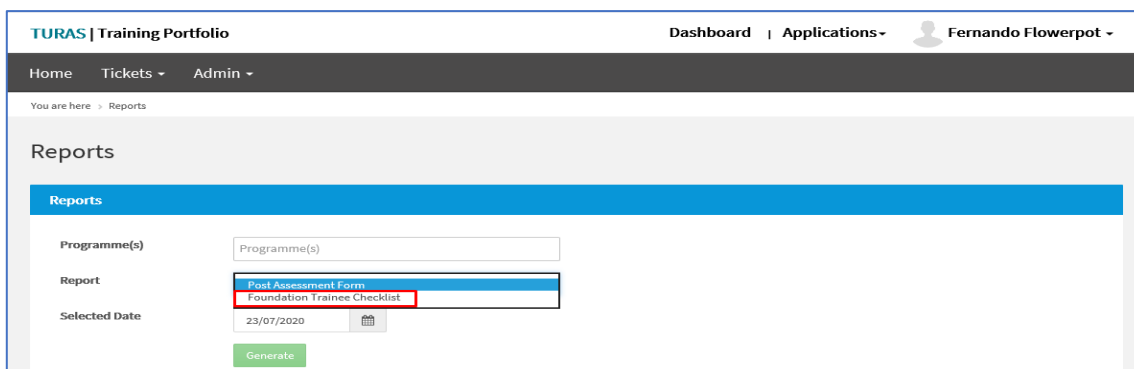 TURAS | Training Portfolio Dashboard | Applications Fernando Flowerpot
Home Tickets Admin
You are here > Reports
Reports
Reports
Programme(s) Programme(s)
Report Post Assessment Form
Foundation Trainee Checklist
Selected Date 23/07/2020
Generate